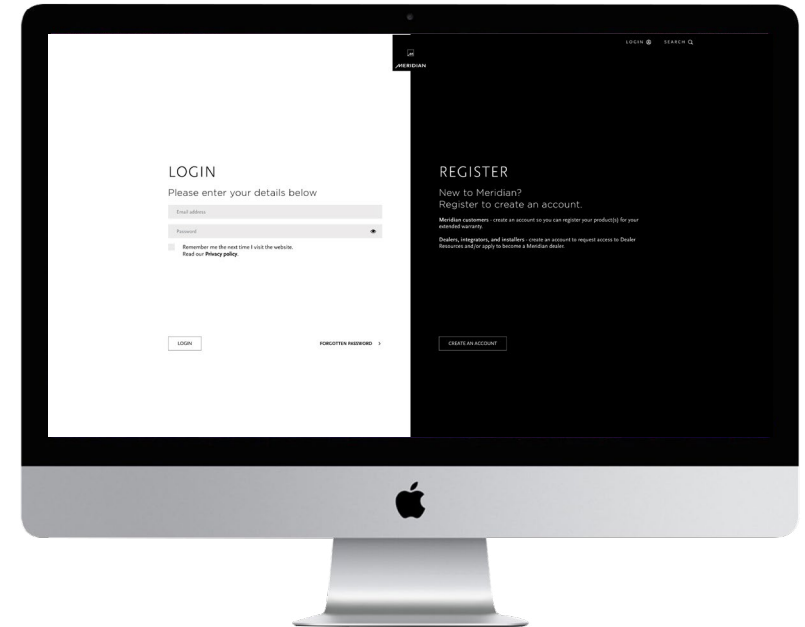 LOGIN
SEARCH
MERIDIAN
LOGIN
Please enter your details below
Email address
Password
Remember me the next time I visit the website.
Read our Privacy policy.
LOGIN
FORGOTTEN PASSWORD >
REGISTER
New to Meridian?
Register to create an account.
Meridian customers - create an account so you can register your product(s) for your
extended warranty.
Dealers, integrators, and installers - create an account to request access to Dealer
Resources and/or apply to become a Meridian dealer.
CREATE AN ACCOUNT